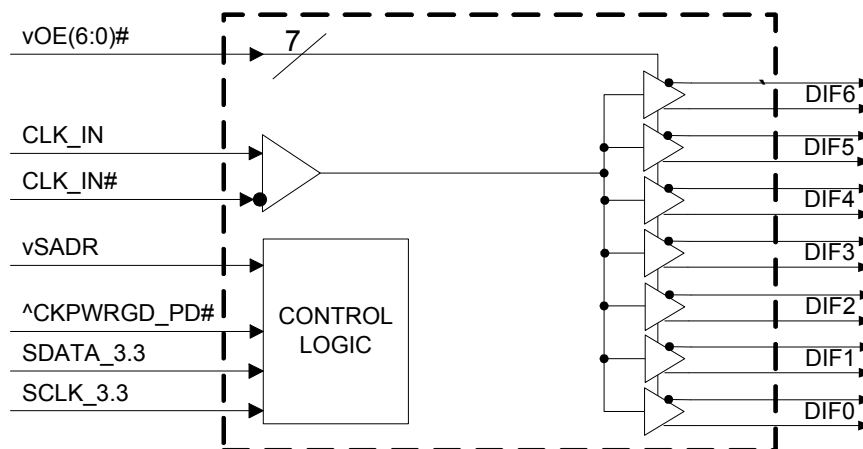 vOE(6:0)#
7
DIF6
CLK_IN
DIF5
CLK_IN#
DIF4
vSADR
DIF3
^CKPWRGD_PD#
CONTROL
LOGIC
DIF2
SDATA_3.3
DIF1
SCLK_3.3
DIF0